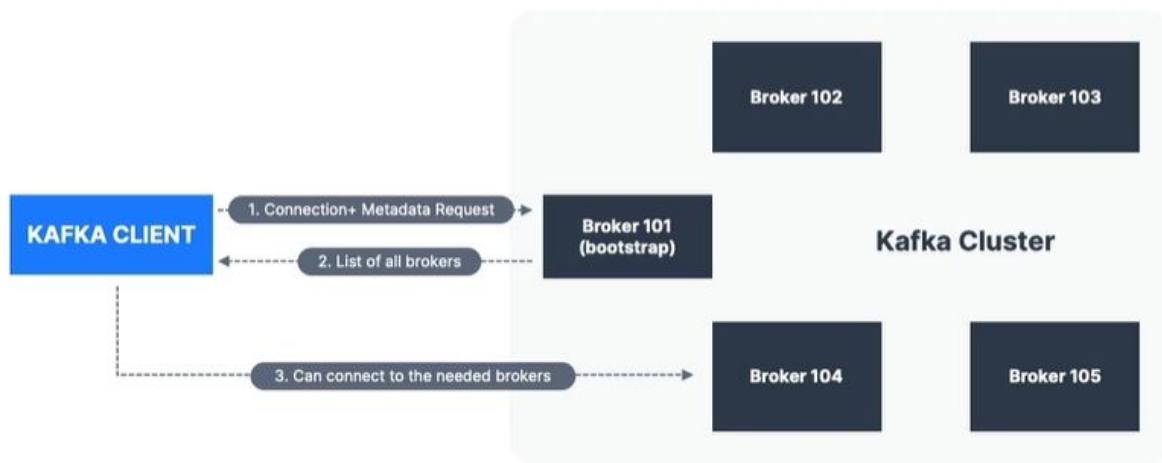 Broker 102
Broker 103
KAFKA CLIENT
1. Connection+ Metadata Request
Broker 101
(bootstrap)
2. List of all brokers
Kafka Cluster
3. Can connect to the needed brokers
Broker 104
Broker 105